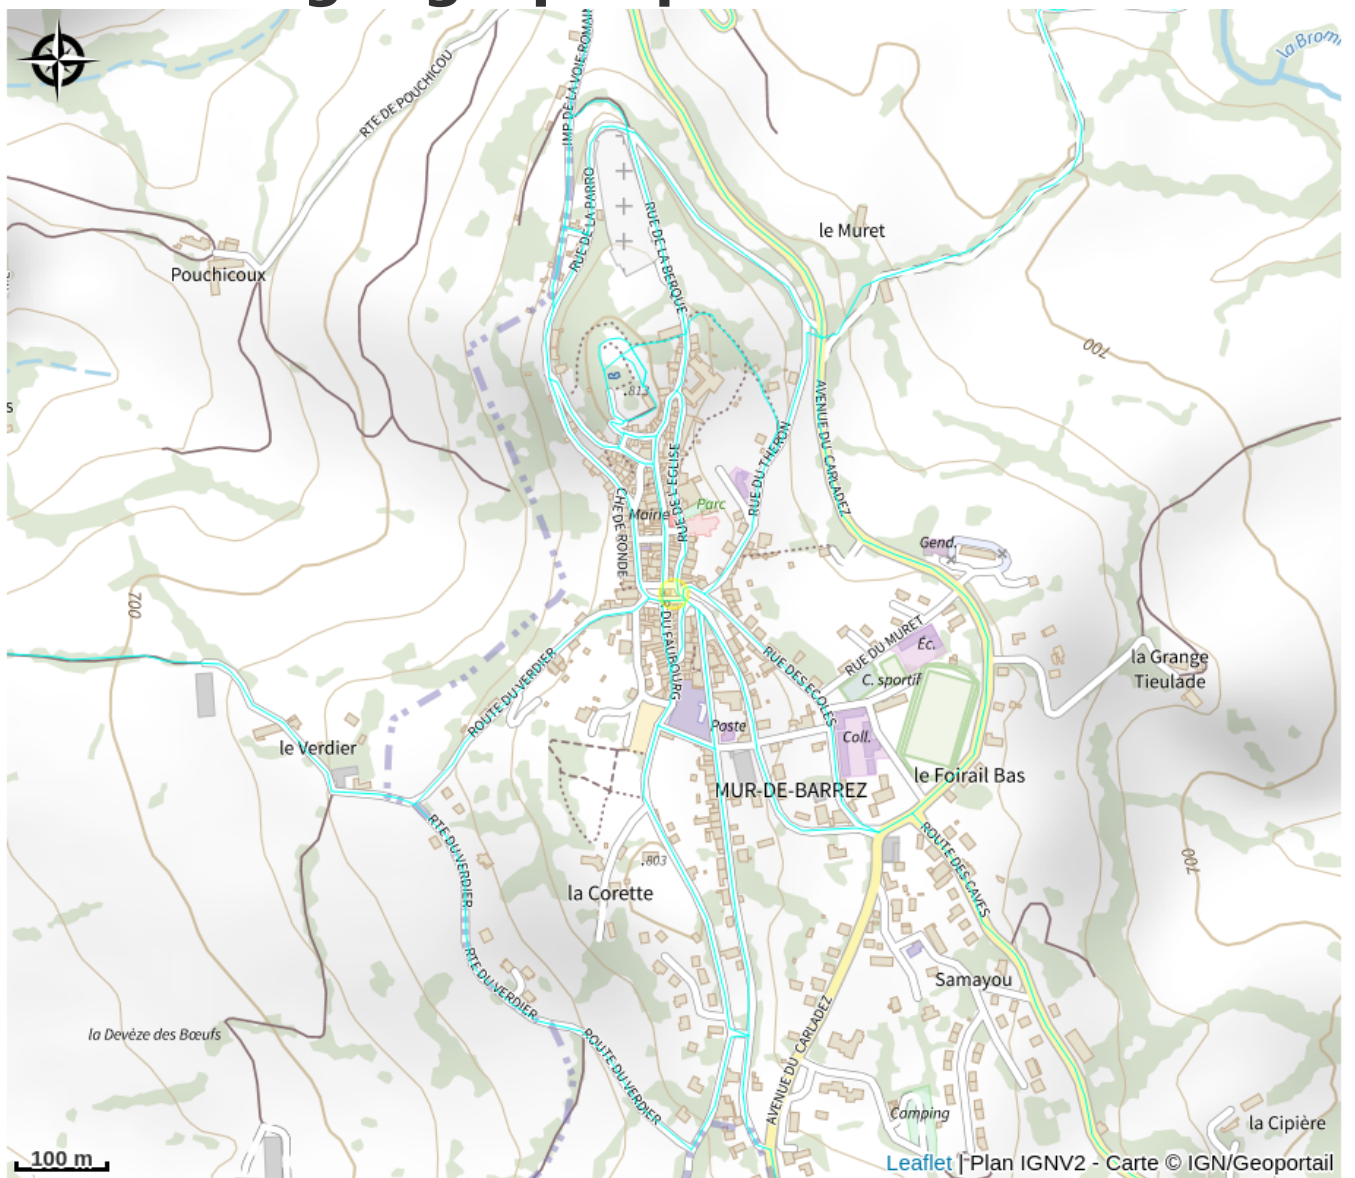 la Bromm
IMP DE LA VOIE ROMAIN
RTE DE POUCHICOU
RUE DE LA PARRO
RUE DE LA BERQUE
le Muret
Pouchicoux
700
8
.813
AVENUE DU CARLADEZ
s
RUE DE L'EGLISE
RUE DU THERON
CHE DE RONDE
Mairie
Parc
Gend.
700
R DU FAUBOURG
RUE DU MURET
Éc.
RUE DES ECOLES
C. sportif
la Grange
Tieulade
ROUTE DU VERDIER
Poste
Coll.
le Verdier
le Foirail Bas
MUR-DE-BARREZ
RTE DU VERDIER
ROUTE DES CAVES
.803
700
la Corette
RTE DU VERDIER
Samayou
la Devèze des Bœufs
ROUTE DU VERDIER
AVENUE DU CARLADEZ
Camping
la Cipière
100 m
Leaflet | Plan IGNV2 - Carte © IGN/Geoportail